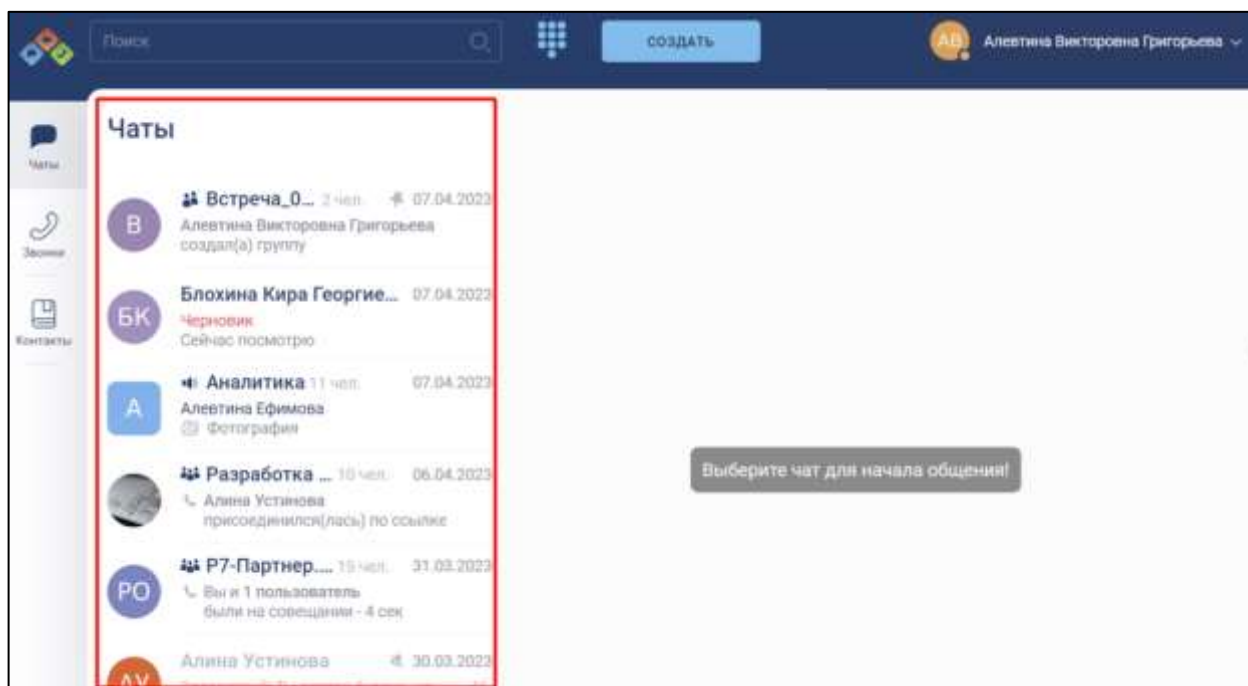 Поиск
СОЗДАТЬ
АВ
Алевтина Викторовна Григорьева
Чаты
Звонки
Контакты
Чаты
В
Встреча_0... 2 чел. 07.04.2023
Алевтина Викторовна Григорьева
создал(а) группу
БК
Блохина Кира Георгие... 07.04.2023
Черновик
Сейчас посмотрю
А
Аналитика 11 чел. 07.04.2023
Алевтина Ефимова
Фотография
Разработка ... 10 чел. 06.04.2023
Алина Устинова
присоединился(лась) по ссылке
РО
Р7-Партнер.... 15 чел. 31.03.2023
Вы и 1 пользователь
были на совещании - 4 сек
АУ
Алина Устинова 30.03.2023
Выберите чат для начала общения!